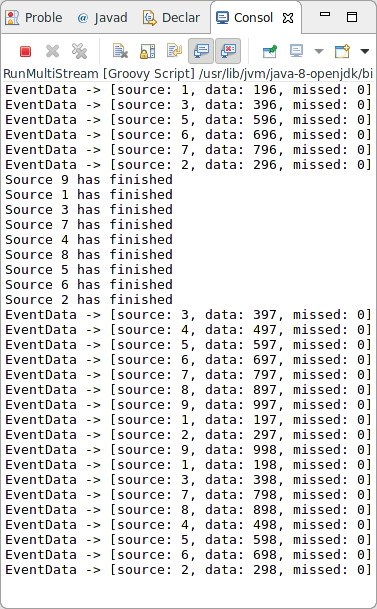 Proble
Javad
Declar
Consol
RunMultiStream [Groovy Script] /usr/lib/jvm/java-8-openjdk/bi
EventData -> [source: 1, data: 196, missed: 0]
EventData -> [source: 3, data: 396, missed: 0]
EventData -> [source: 5, data: 596, missed: 0]
EventData -> [source: 6, data: 696, missed: 0]
EventData -> [source: 7, data: 796, missed: 0]
EventData -> [source: 2, data: 296, missed: 0]
Source 9 has finished
Source 1 has finished
Source 3 has finished
Source 7 has finished
Source 4 has finished
Source 8 has finished
Source 5 has finished
Source 6 has finished
Source 2 has finished
EventData -> [source: 3, data: 397, missed: 0]
EventData -> [source: 4, data: 497, missed: 0]
EventData -> [source: 5, data: 597, missed: 0]
EventData -> [source: 6, data: 697, missed: 0]
EventData -> [source: 7, data: 797, missed: 0]
EventData -> [source: 8, data: 897, missed: 0]
EventData -> [source: 9, data: 997, missed: 0]
EventData -> [source: 1, data: 197, missed: 0]
EventData -> [source: 2, data: 297, missed: 0]
EventData -> [source: 9, data: 998, missed: 0]
EventData -> [source: 1, data: 198, missed: 0]
EventData -> [source: 3, data: 398, missed: 0]
EventData -> [source: 7, data: 798, missed: 0]
EventData -> [source: 8, data: 898, missed: 0]
EventData -> [source: 4, data: 498, missed: 0]
EventData -> [source: 5, data: 598, missed: 0]
EventData -> [source: 6, data: 698, missed: 0]
EventData -> [source: 2, data: 298, missed: 0]